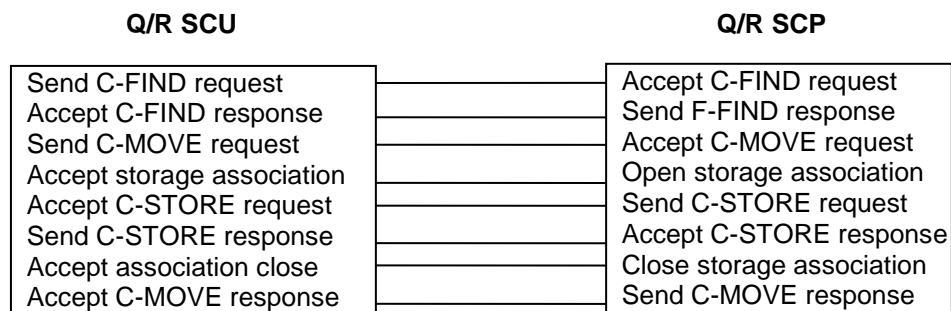 Q/R SCU
Q/R SCP
Send C-FIND request
Accept C-FIND response
Send C-MOVE request
Accept storage association
Accept C-STORE request
Send C-STORE response
Accept association close
Accept C-MOVE response
Accept C-FIND request
Send F-FIND response
Accept C-MOVE request
Open storage association
Send C-STORE request
Accept C-STORE response
Close storage association
Send C-MOVE response